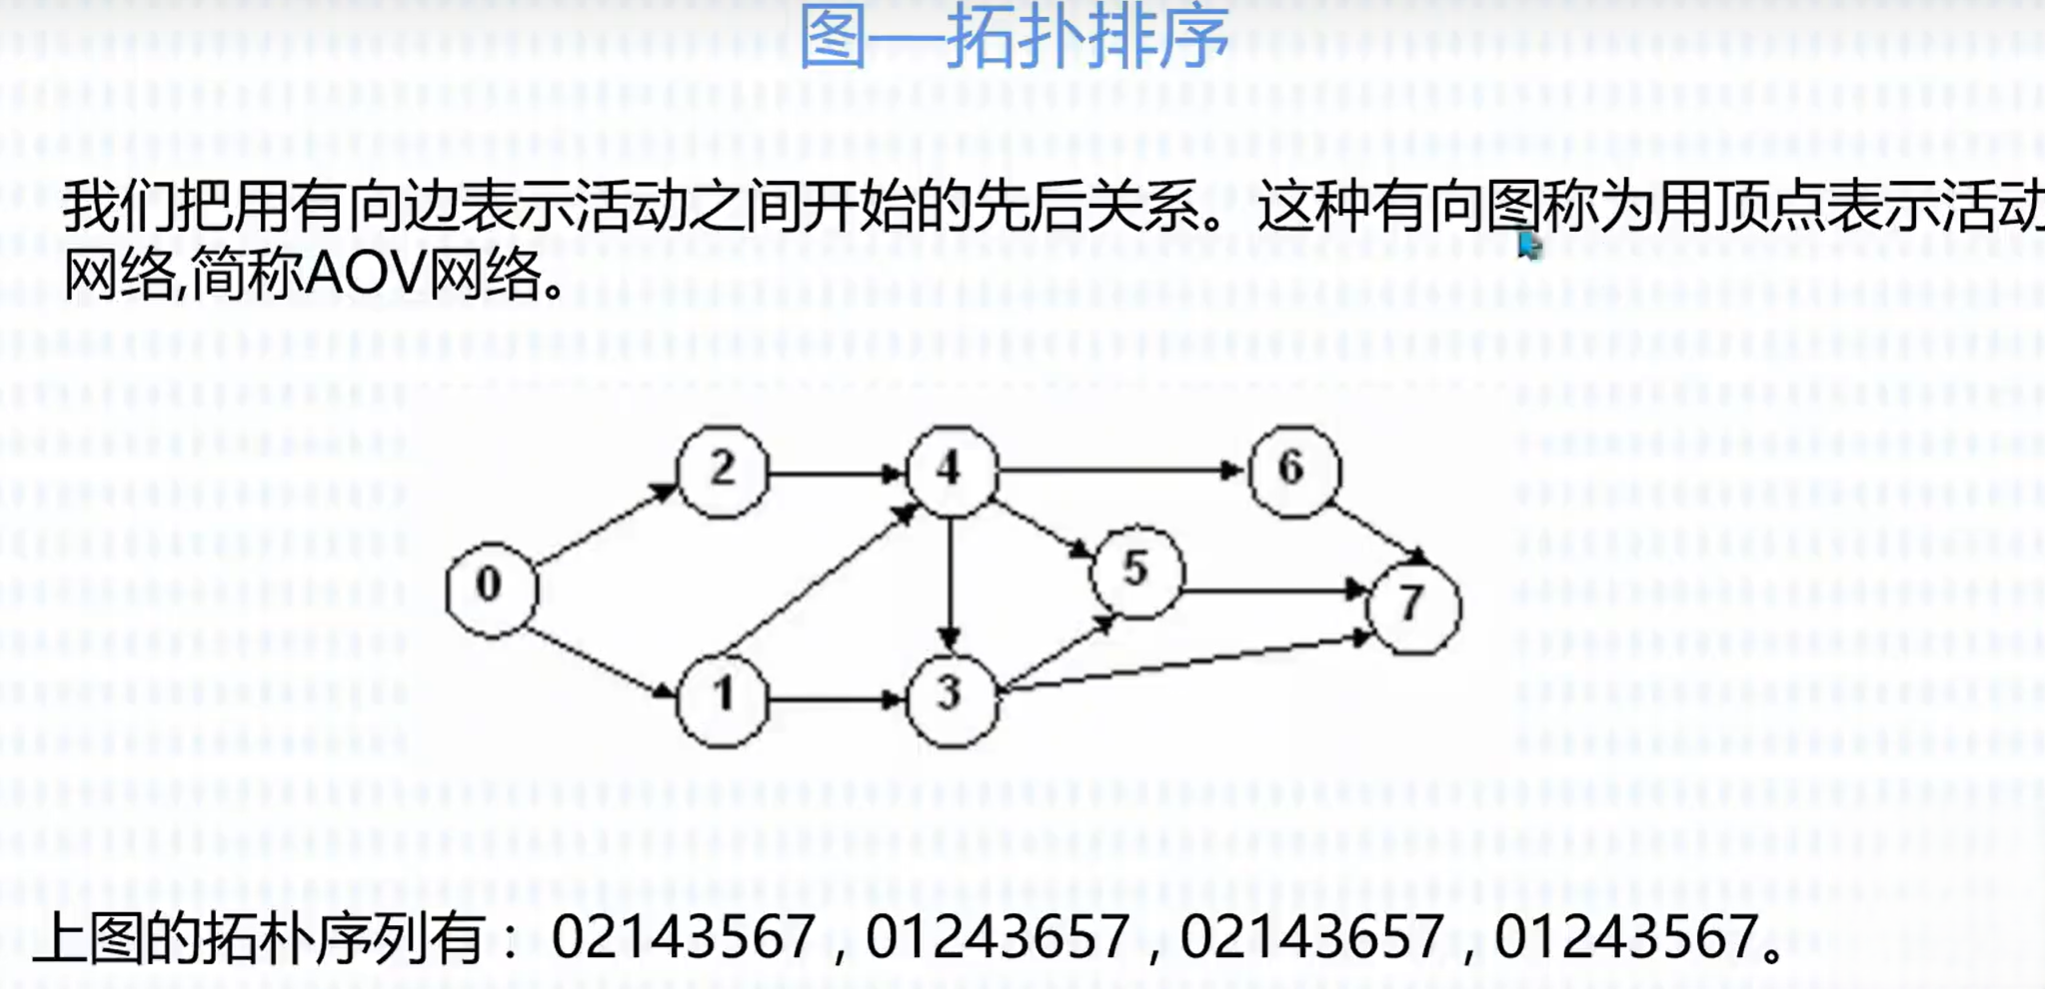 图—拓扑排序
我们把用有向边表示活动之间开始的先后关系。这种有向图称为用顶点表示活动
网络,简称AOV网络。
2 4 6
0 5 7
1 3
上图的拓朴序列有：02143567 , 01243657 , 02143657 , 01243567。